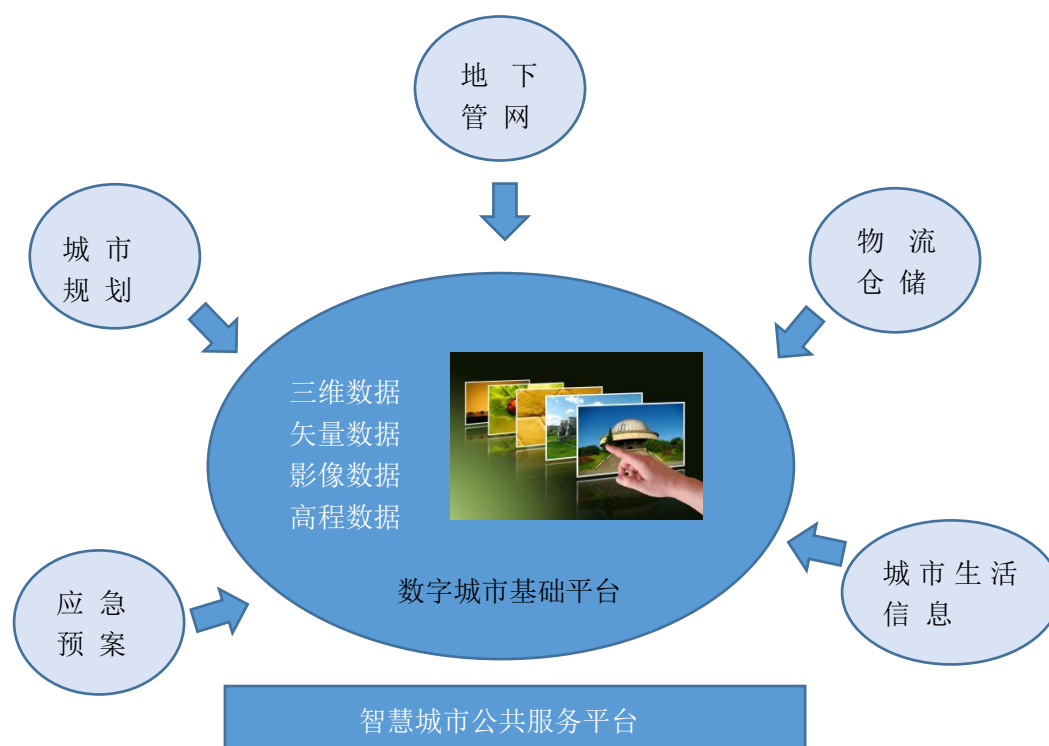 地 下
管 网
城 市
规 划
物 流
仓 储
三维数据
矢量数据
影像数据
高程数据
数字城市基础平台
应 急
预 案
城 市 生 活
信 息
智慧城市公共服务平台